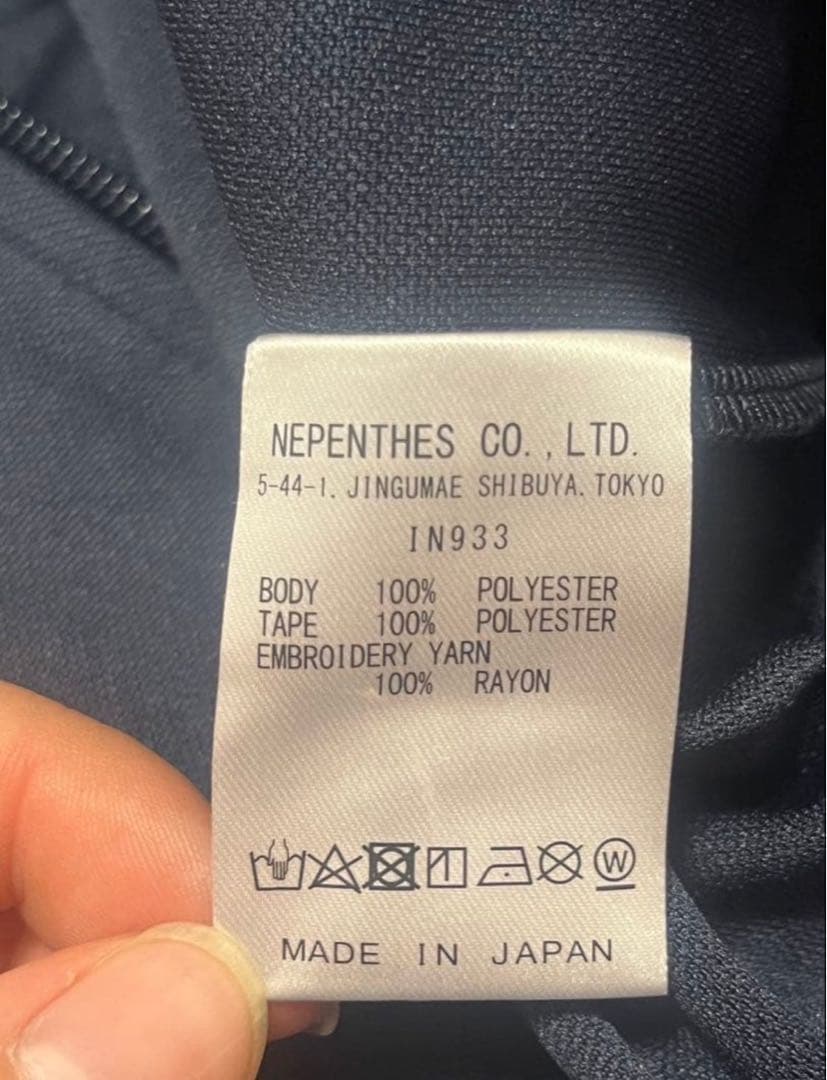 NEPENTHES CO.,LTD.
5-44-1. JINGUMAE SHIBUYA. TOKYO
IN933
BODY 100% POLYESTER
TAPE 100% POLYESTER
EMBROIDERY YARN
100% RAYON
W
MADE IN JAPAN